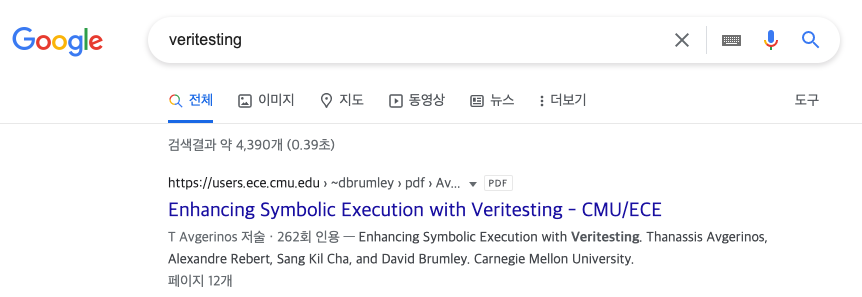 Google
veritesting
전체
이미지
지도
동영상
뉴스
더보기
도구
검색결과 약 4,390개 (0.39초)
https://users.ece.cmu.edu › ~dbrumley › pdf › Av... PDF
Enhancing Symbolic Execution with Veritesting - CMU/ECE
T Avgerinos 저술 · 262회 인용 — Enhancing Symbolic Execution with Veritesting. Thanassis Avgerinos,
Alexandre Rebert, Sang Kil Cha, and David Brumley. Carnegie Mellon University.
페이지 12개